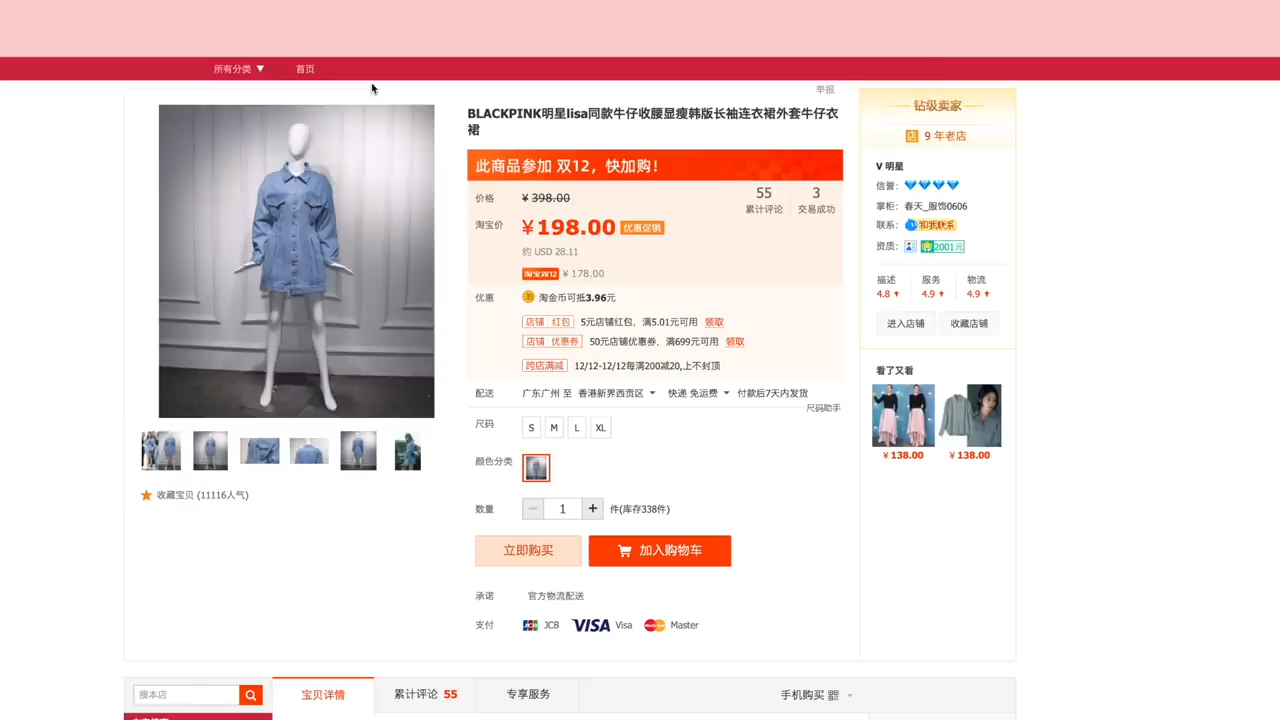 所有分类 ▼ 首页
举报
BLACKPINK明星lisa同款牛仔收腰显瘦韩版长袖连衣裙外套牛仔衣
裙
此商品参加 双12，快加购！
价格 ¥ 398.00
55 3
累计评论 交易成功
淘宝价 ¥198.00 优惠促销
约 USD 28.11
淘宝双12 ¥ 178.00
优惠 淘金币可抵3.96元
店铺 红包 5元店铺红包，满5.01元可用 领取
店铺 优惠券 50元店铺优惠券，满699元可用 领取
跨店满减 12/12-12/12每满200减20,上不封顶
配送 广东广州 至 香港新界西贡区 快递 免运费 付款后7天内发货
尺码助手
尺码 S M L XL
颜色分类
数量 − 1 + 件(库存338件)
立即购买 加入购物车
承诺 官方物流配送
支付 JCB JCB VISA Visa Master
收藏宝贝 (11116人气)
钻级卖家
店 9 年老店
V 明星
信誉：
掌柜：春天_服饰0606
联系：和我联系
资质：2001元
描述 服务 物流
4.8 ↑ 4.9 ↑ 4.9 ↑
进入店铺 收藏店铺
看了又看
¥ 138.00 ¥ 138.00
搜本店 宝贝详情 累计评论 55 专享服务 手机购买